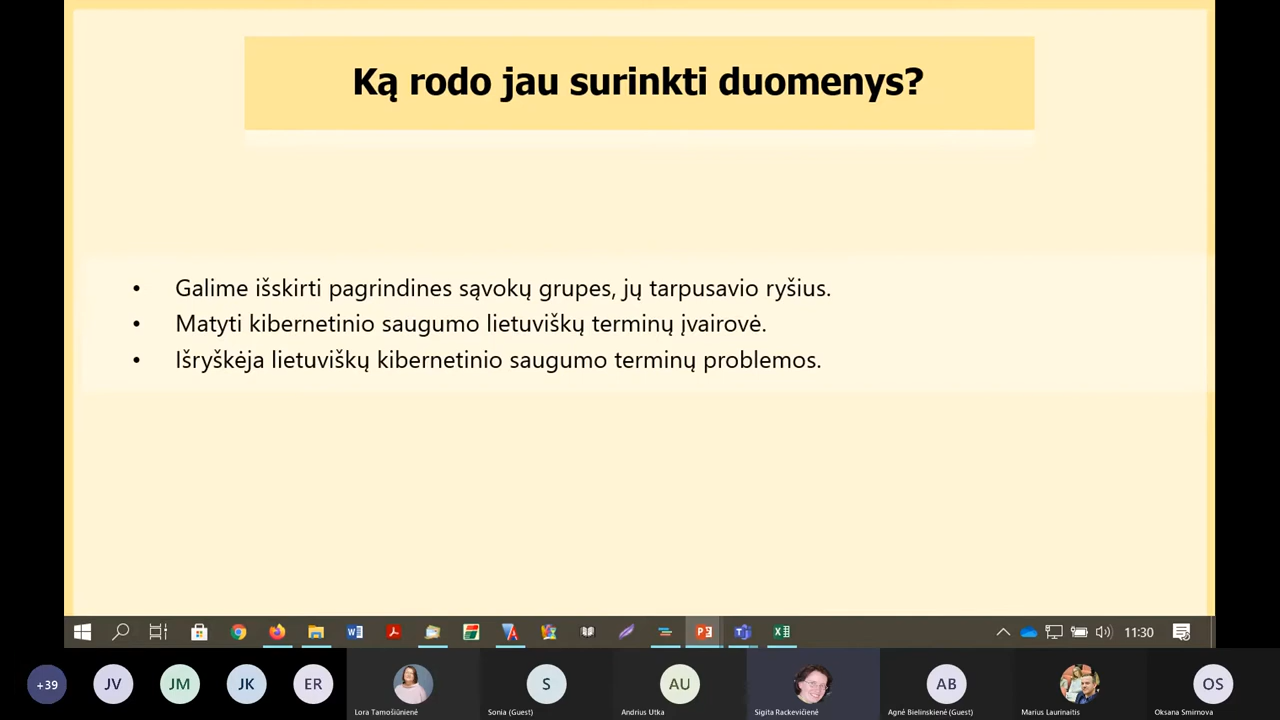 Ką rodo jau surinkti duomenys?
• Galime išskirti pagrindines sąvokų grupes, jų tarpusavio ryšius.
• Matyti kibernetinio saugumo lietuviškų terminų įvairovė.
• Išryškėja lietuviškų kibernetinio saugumo terminų problemos.
11:30
+39 JV JM JK ER S AU AB OS
Lora Tamošiūnienė Sonia (Guest) Andrius Utka Sigita Rackevičienė Agnė Bielinskienė (Guest) Marius Laurinaitis Oksana Smirnova